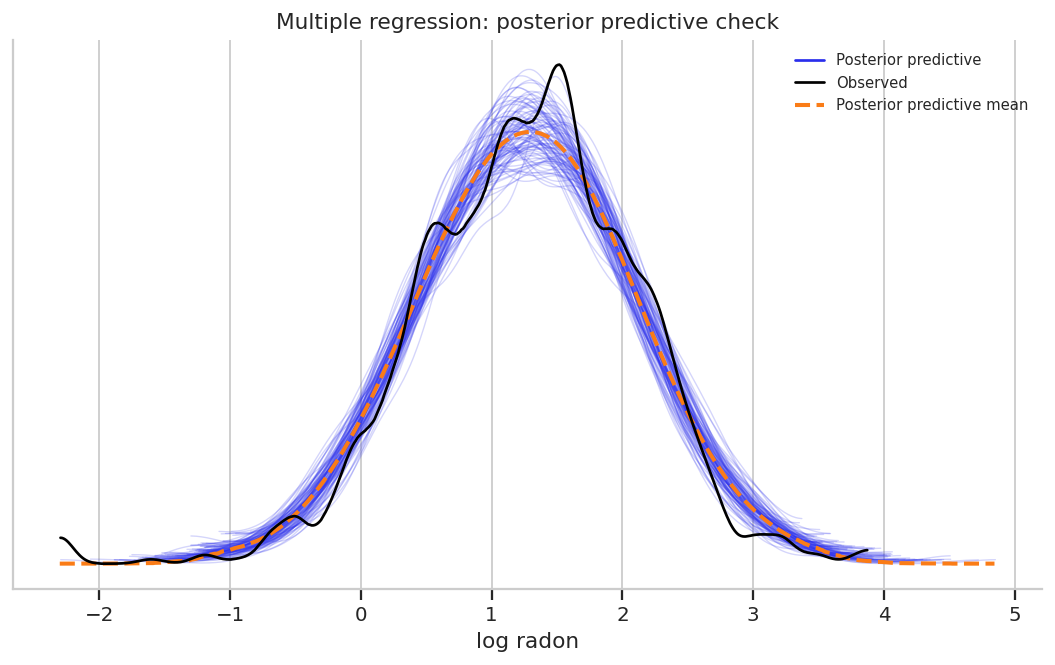 Multiple regression: posterior predictive check
Posterior predictive
Observed
Posterior predictive mean
−2 −1 0 1 2 3 4 5
log radon